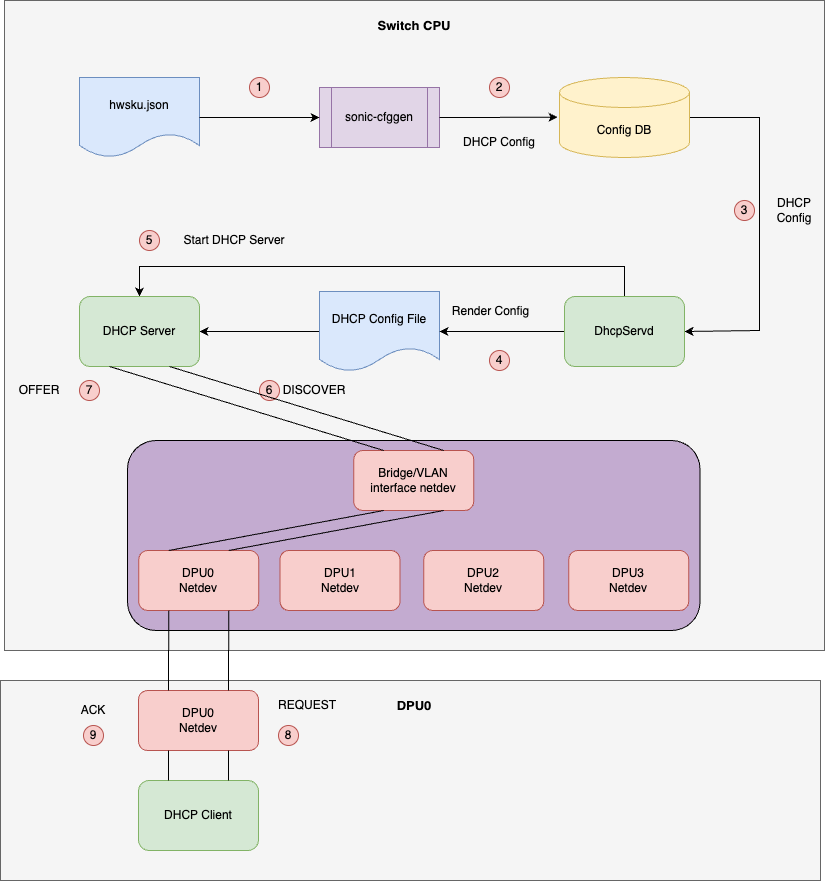 Switch CPU
1
2
hwsku.json
sonic-cfggen
Config DB
DHCP Config
3
DHCP
Config
5
Start DHCP Server
DHCP Server
DHCP Config File
Render Config
DhcpServd
4
OFFER
7
6
DISCOVER
Bridge/VLAN
interface netdev
DPU0
Netdev
DPU1
Netdev
DPU2
Netdev
DPU3
Netdev
ACK
9
DPU0
Netdev
REQUEST
8
DPU0
DHCP Client